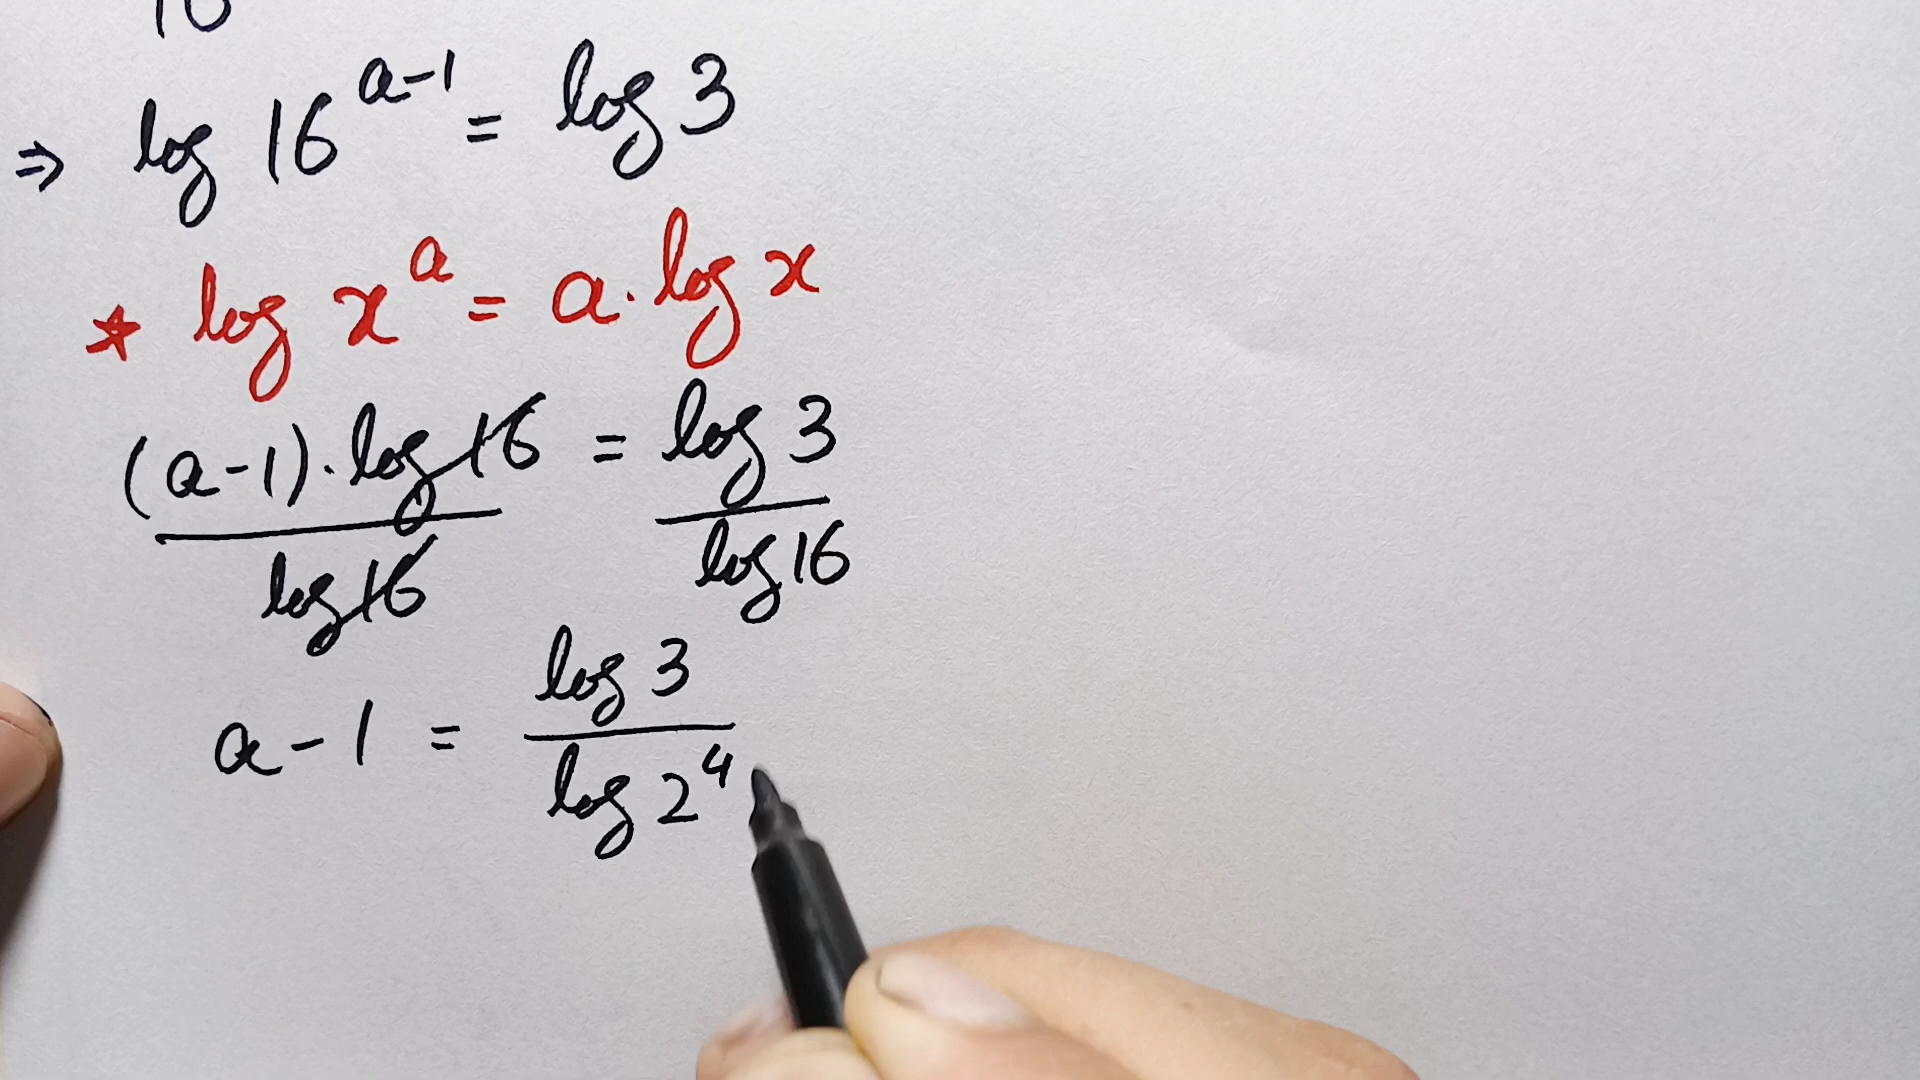 ⇒ log 16^(a-1) = log 3
* log x^a = a · log x
(a-1) · log 16 / log 16 = log 3 / log 16
a - 1 = log 3 / log 2^4